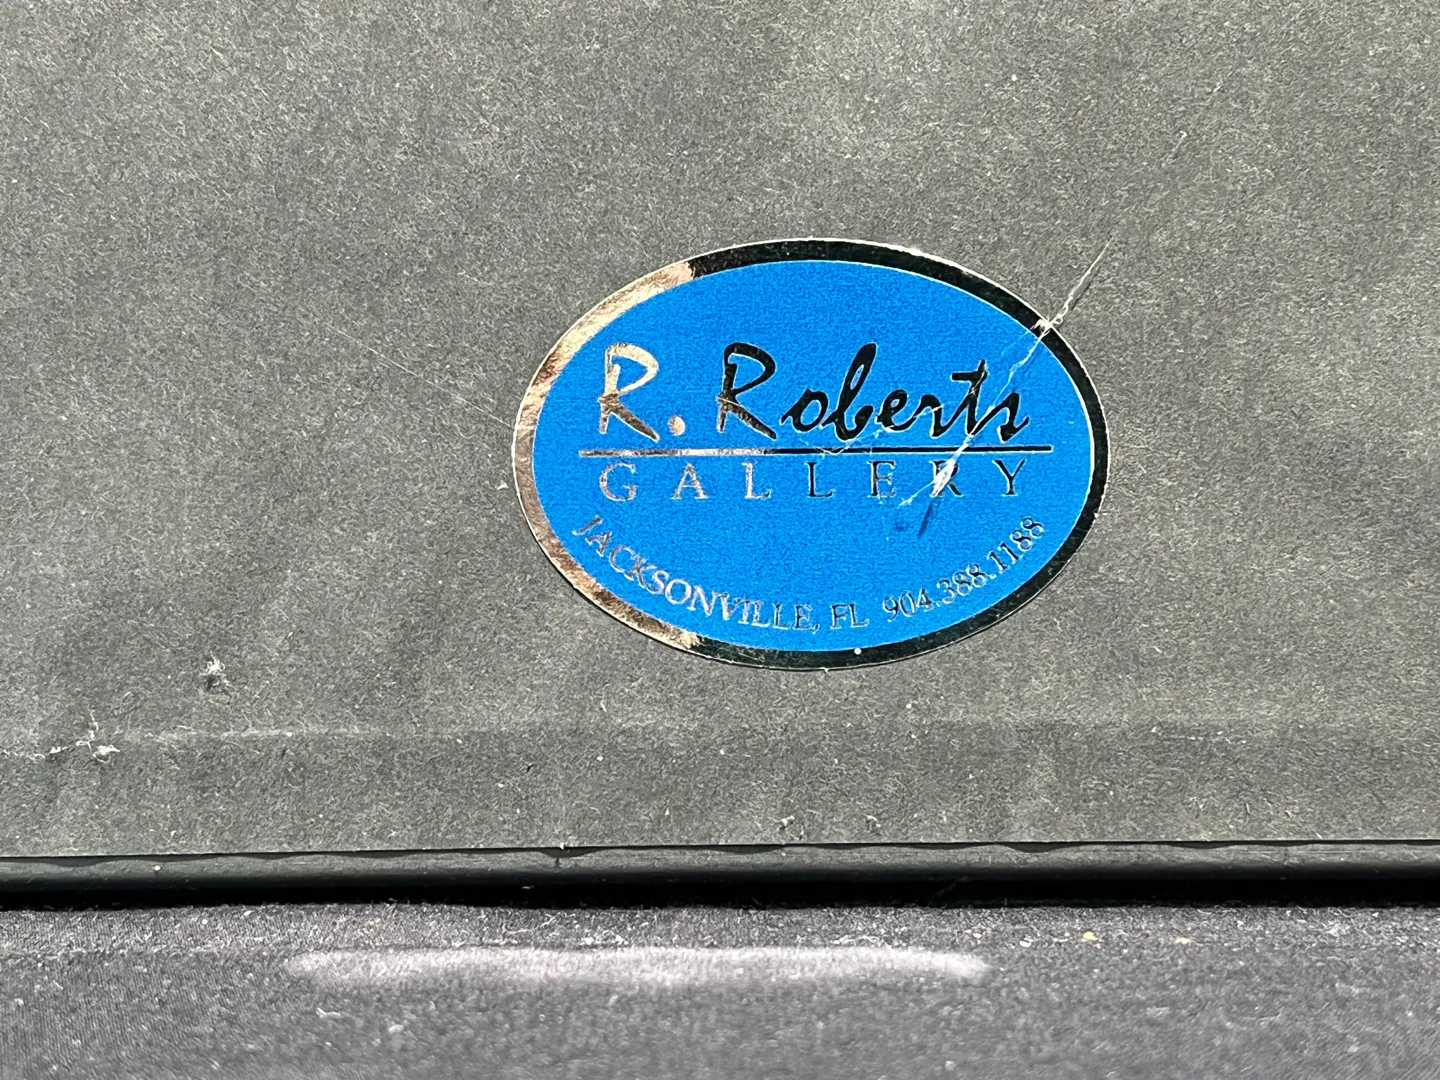 R. Roberts
GALLERY
JACKSONVILLE, FL 904.388.1188